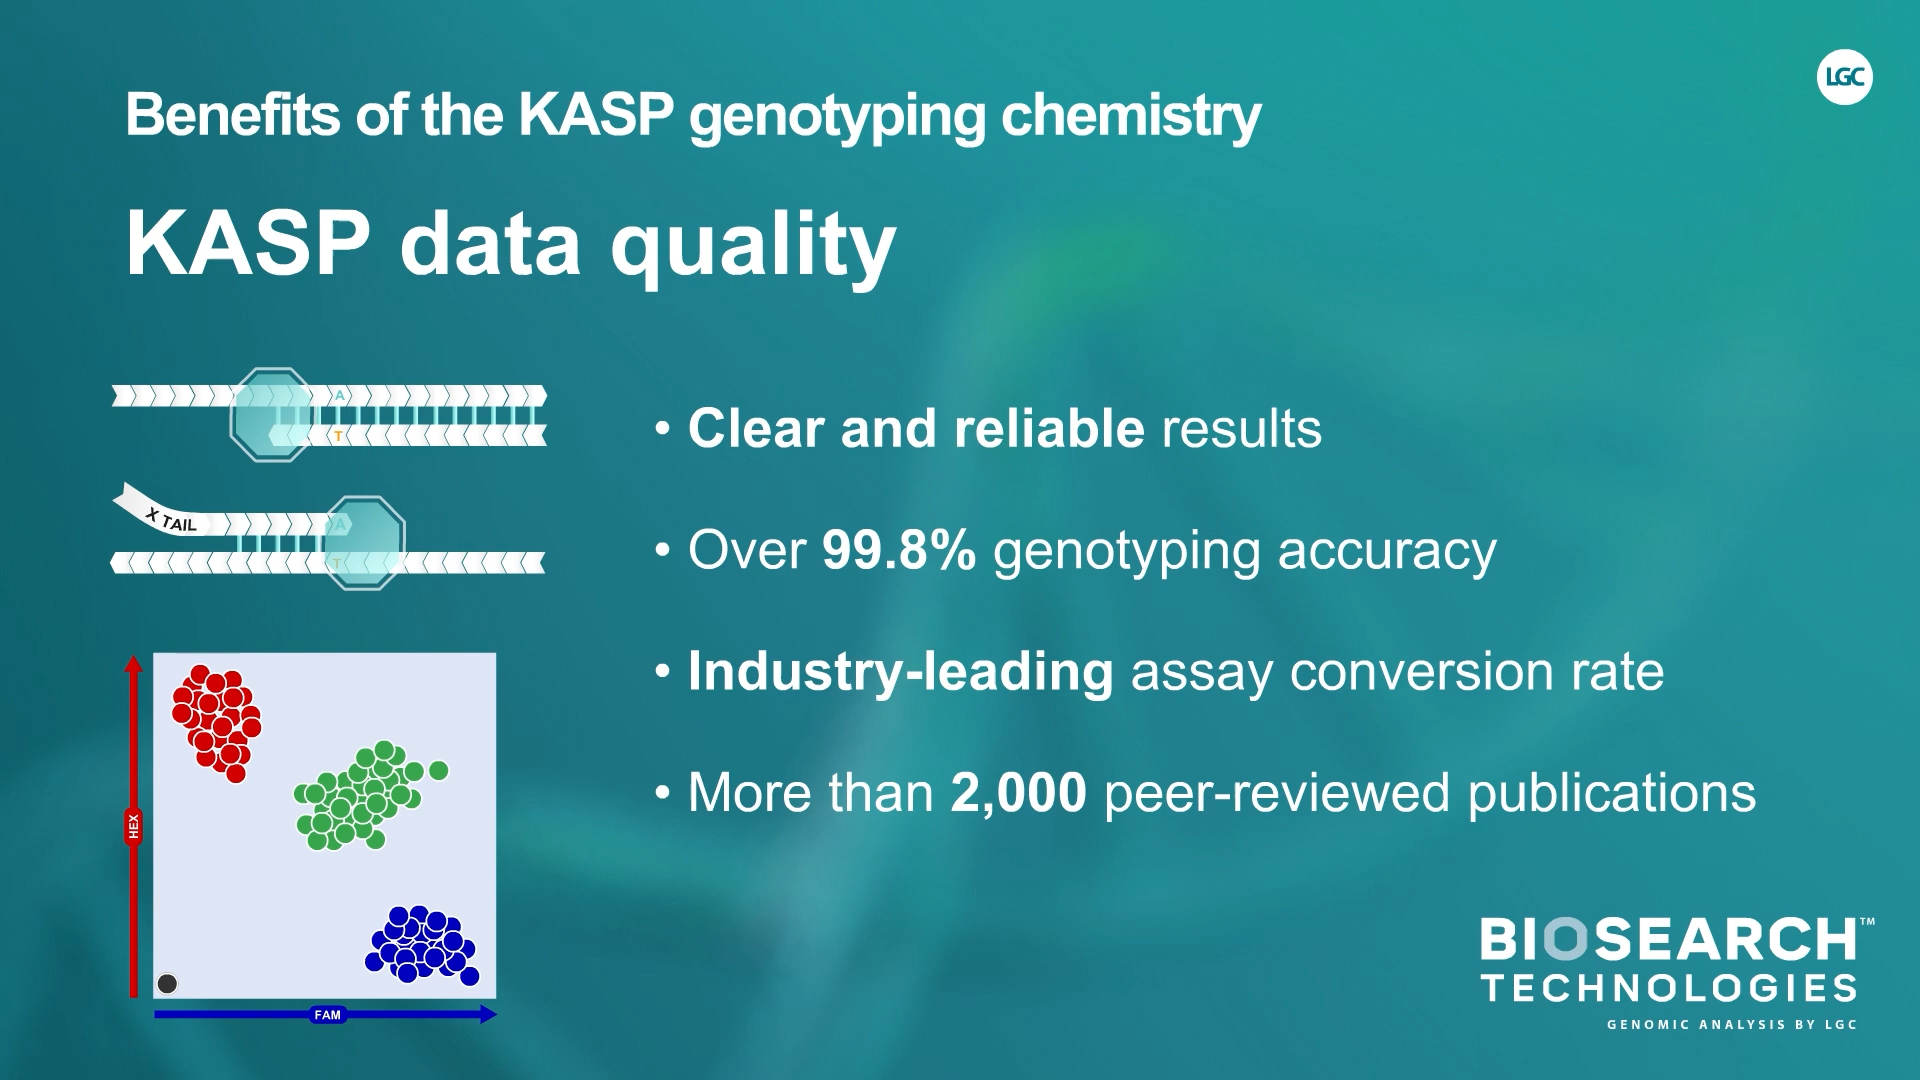 LGC
Benefits of the KASP genotyping chemistry
KASP data quality
A
T
X TAIL
A
T
HEX
FAM
• Clear and reliable results
• Over 99.8% genotyping accuracy
• Industry-leading assay conversion rate
• More than 2,000 peer-reviewed publications
BIOSEARCH™
TECHNOLOGIES
GENOMIC ANALYSIS BY LGC